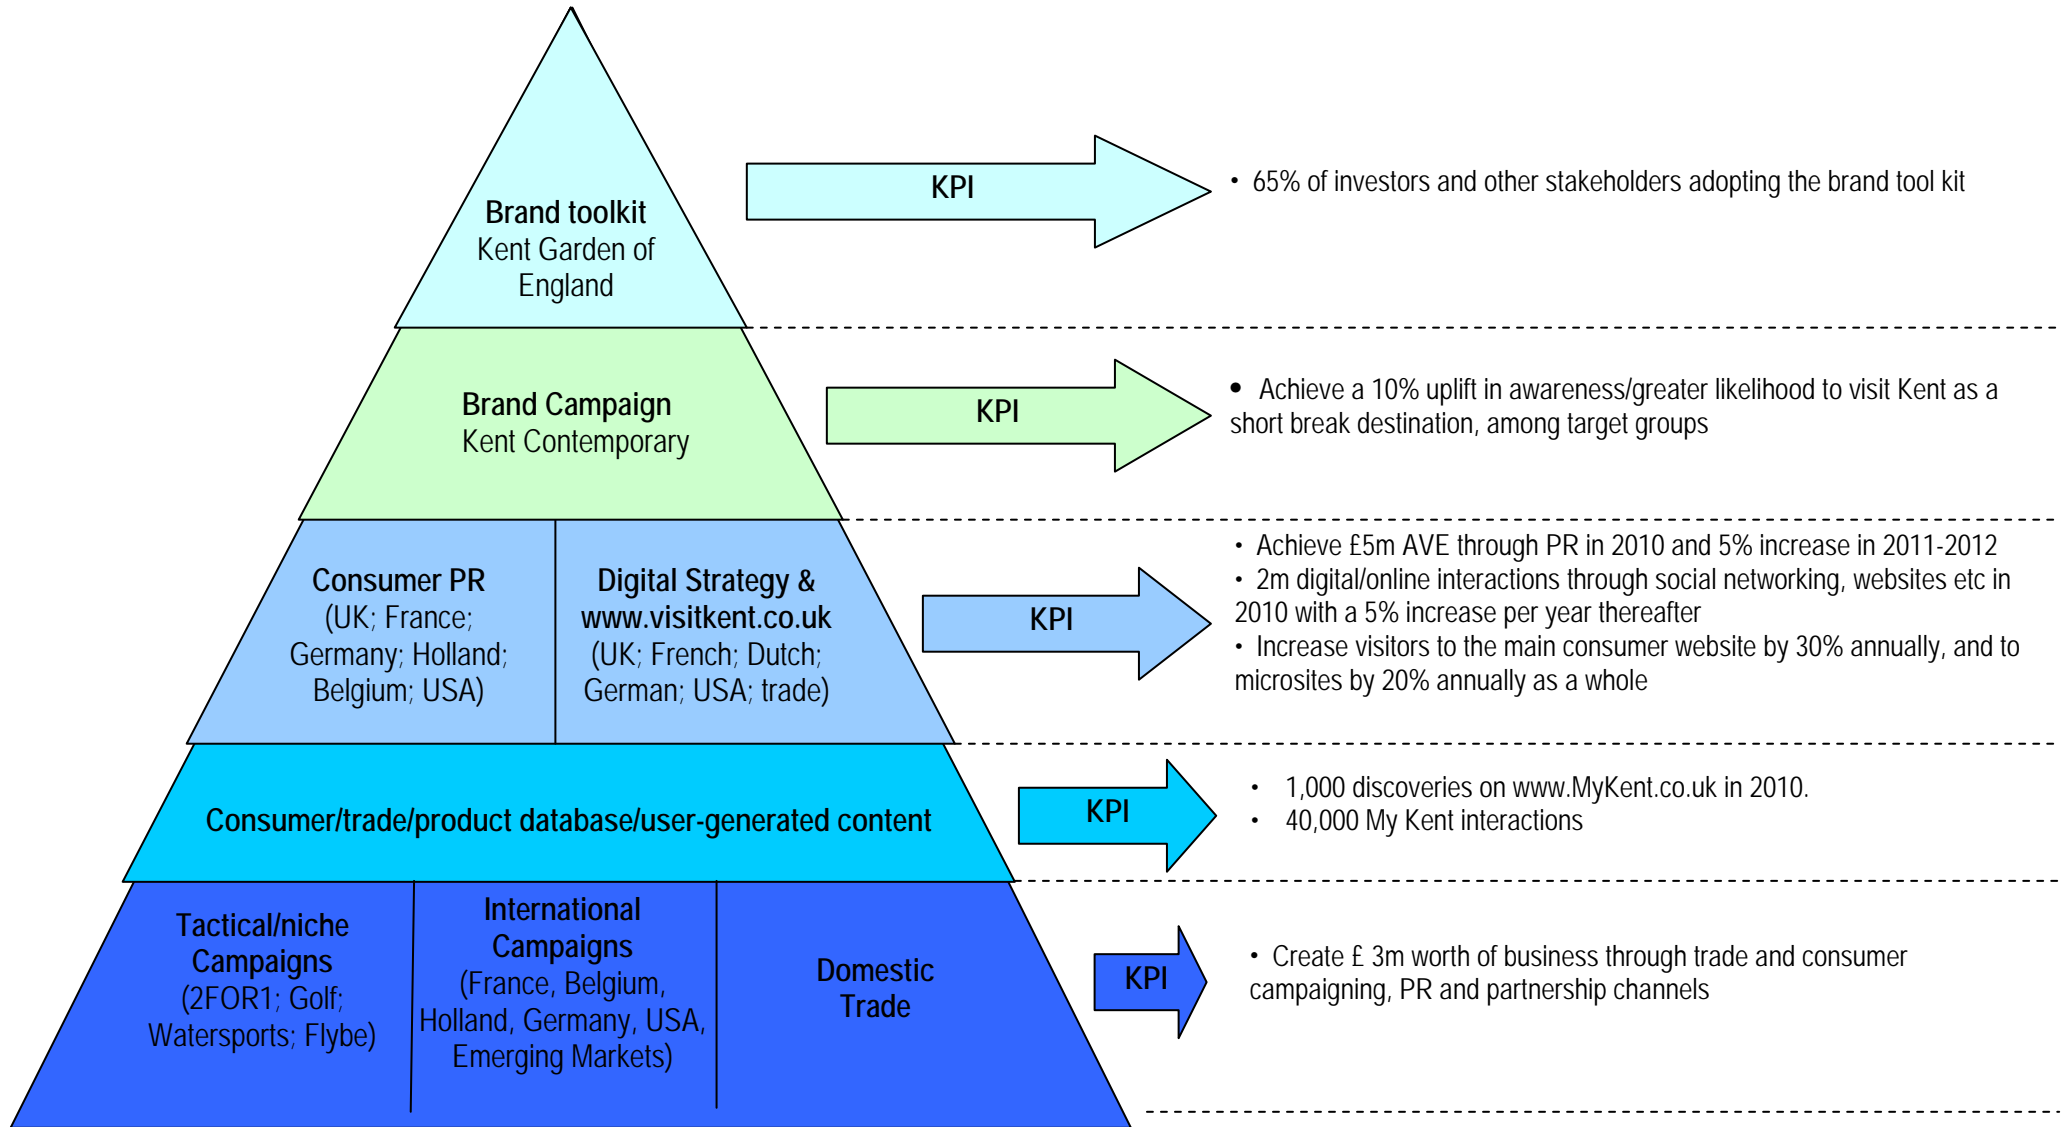 Brand toolkit
Kent Garden of
England
KPI
• 65% of investors and other stakeholders adopting the brand tool kit
Brand Campaign
Kent Contemporary
KPI
• Achieve a 10% uplift in awareness/greater likelihood to visit Kent as a
short break destination, among target groups
Consumer PR
(UK; France;
Germany; Holland;
Belgium; USA)
Digital Strategy &
www.visitkent.co.uk
(UK; French; Dutch;
German; USA; trade)
KPI
• Achieve £5m AVE through PR in 2010 and 5% increase in 2011-2012
• 2m digital/online interactions through social networking, websites etc in
2010 with a 5% increase per year thereafter
• Increase visitors to the main consumer website by 30% annually, and to
microsites by 20% annually as a whole
Consumer/trade/product database/user-generated content
KPI
• 1,000 discoveries on www.MyKent.co.uk in 2010.
• 40,000 My Kent interactions
Tactical/niche
Campaigns
(2FOR1; Golf;
Watersports; Flybe)
International
Campaigns
(France, Belgium,
Holland, Germany, USA,
Emerging Markets)
Domestic
Trade
KPI
• Create £ 3m worth of business through trade and consumer
campaigning, PR and partnership channels